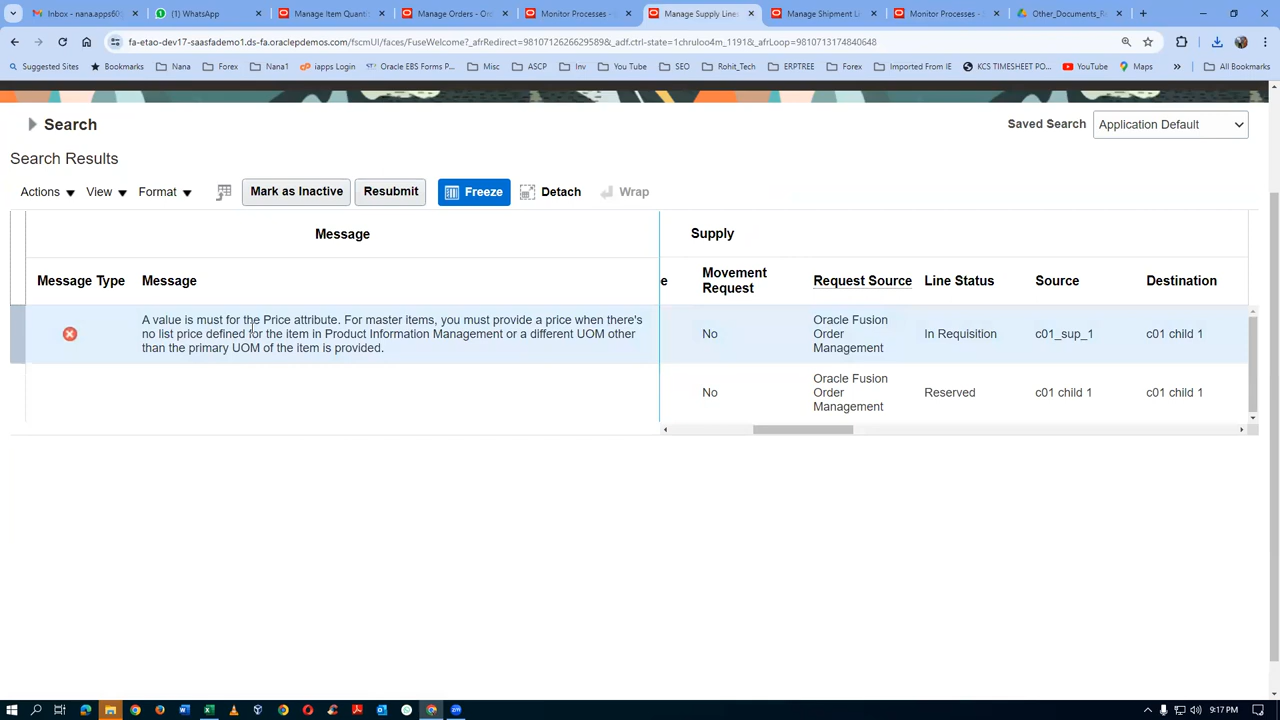 Inbox - nana.apps60
(1) WhatsApp
Manage Item Quanti
Manage Orders - Or
Monitor Processes -
Manage Supply Lines
Manage Shipment Li
Monitor Processes -
Other_Documents_R
fa-etao-dev17-saasfademo1.ds-fa.oraclepdemos.com/fscmUI/faces/FuseWelcome?_afrRedirect=9810712626629589&_adf.ctrl-state=1chruloo4m_1191&_afrLoop=9810713174840648
Suggested Sites Bookmarks Nana Forex Nana1 iapps Login Oracle EBS Forms P... Misc ASCP Inv You Tube SEO Rohit_Tech ERPTREE Forex Imported From IE KCS TIMESHEET PO... YouTube Maps » All Bookmarks
Search
Saved Search Application Default
Search Results
Actions View Format Mark as Inactive Resubmit Freeze Detach Wrap
Message Supply
Message Type Message e Movement Request Request Source Line Status Source Destination
A value is must for the Price attribute. For master items, you must provide a price when there's
no list price defined for the item in Product Information Management or a different UOM other
than the primary UOM of the item is provided.
No
Oracle Fusion
Order
Management
In Requisition
c01_sup_1
c01 child 1
No
Oracle Fusion
Order
Management
Reserved
c01 child 1
c01 child 1
9:17 PM